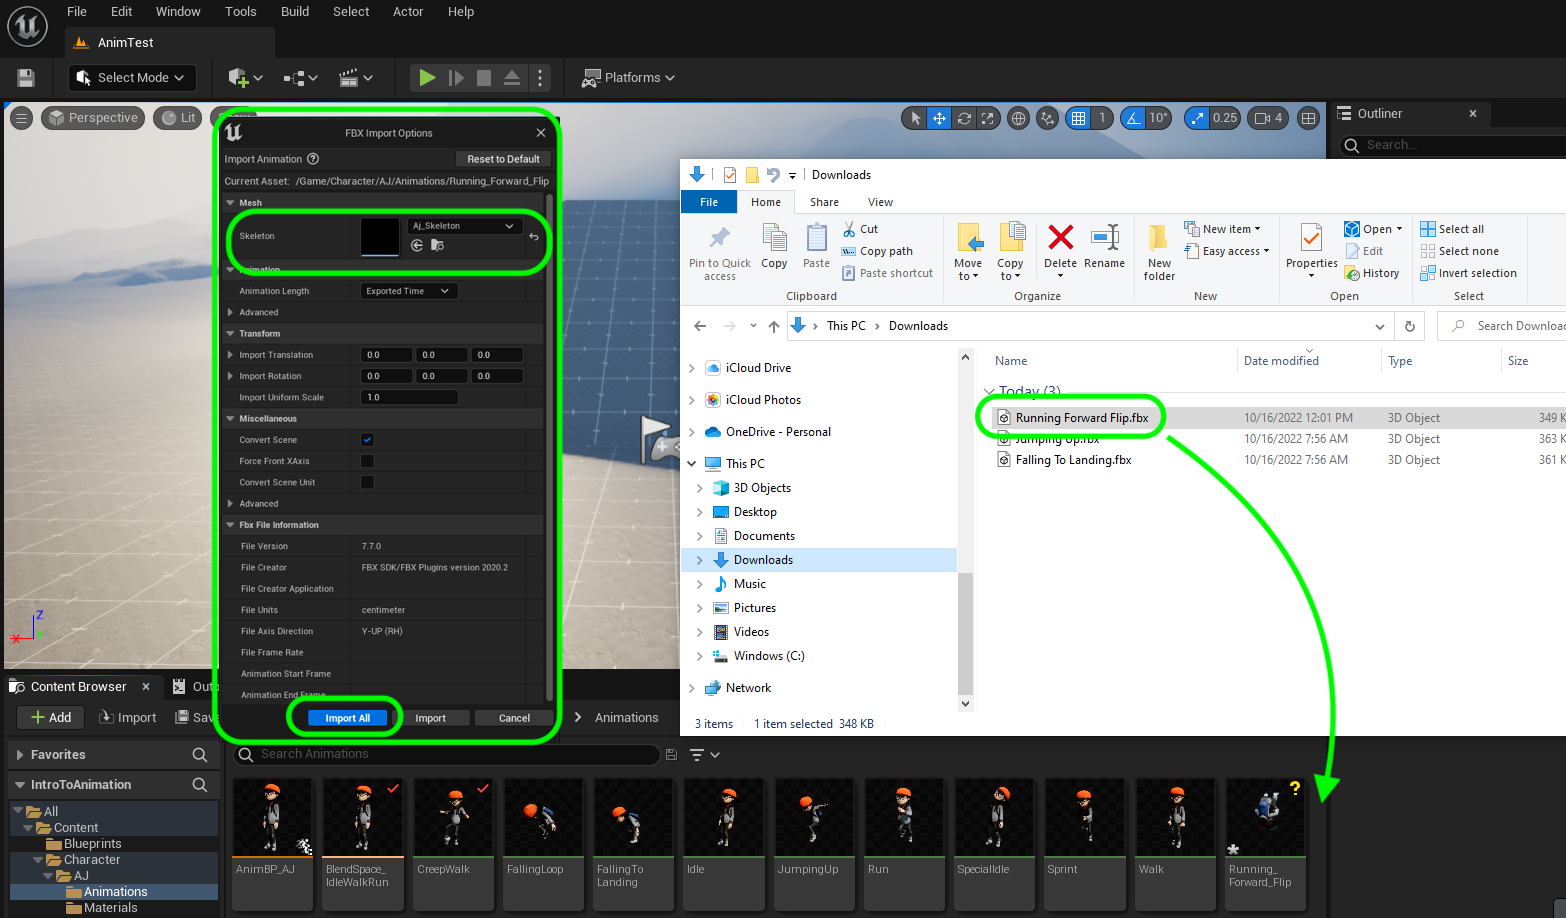 File Edit Window Tools Build Select Actor Help
AnimTest
Select Mode Platforms
Perspective Lit 1 10° 0.25 4
Outliner
Search...
FBX Import Options
Import Animation Reset to Default
Current Asset: /Game/Character/AJ/Animations/Running_Forward_Flip
Mesh
Skeleton Aj_Skeleton
Animation
Animation Length Exported Time
Advanced
Transform
Import Translation 0.0 0.0 0.0
Import Rotation 0.0 0.0 0.0
Import Uniform Scale 1.0
Miscellaneous
Convert Scene
Force Front XAxis
Convert Scene Unit
Advanced
Fbx File Information
File Version 7.7.0
File Creator FBX SDK/FBX Plugins version 2020.2
File Creator Application
File Units centimeter
File Axis Direction Y-UP (RH)
File Frame Rate
Animation Start Frame
Animation End Frame
Import All Import Cancel
Downloads
File Home Share View
Pin to Quick access
Copy
Paste
Cut
Copy path
Paste shortcut
Clipboard
Move to
Copy to
Delete
Rename
Organize
New folder
New item
Easy access
New
Properties
Open
Edit
History
Open
Select all
Select none
Invert selection
Select
This PC > Downloads
Search Downloa
iCloud Drive
iCloud Photos
OneDrive - Personal
This PC
3D Objects
Desktop
Documents
Downloads
Music
Pictures
Videos
Windows (C:)
Network
Name Date modified Type Size
Today (3)
Running Forward Flip.fbx 10/16/2022 12:01 PM 3D Object 349 K
Jumping Up.fbx 10/16/2022 7:56 AM 3D Object 363 K
Falling To Landing.fbx 10/16/2022 7:56 AM 3D Object 361 K
3 items 1 item selected 348 KB
Z
X
Y
Content Browser Out
Add Import Sav
Animations
Favorites
Search Animations
IntroToAnimation
All
Content
Blueprints
Character
AJ
Animations
Materials
AnimBP_AJ
BlendSpace_
IdleWalkRun
CreepWalk
FallingLoop
FallingTo
Landing
Idle
JumpingUp
Run
SpecialIdle
Sprint
Walk
Running_
Forward_Flip